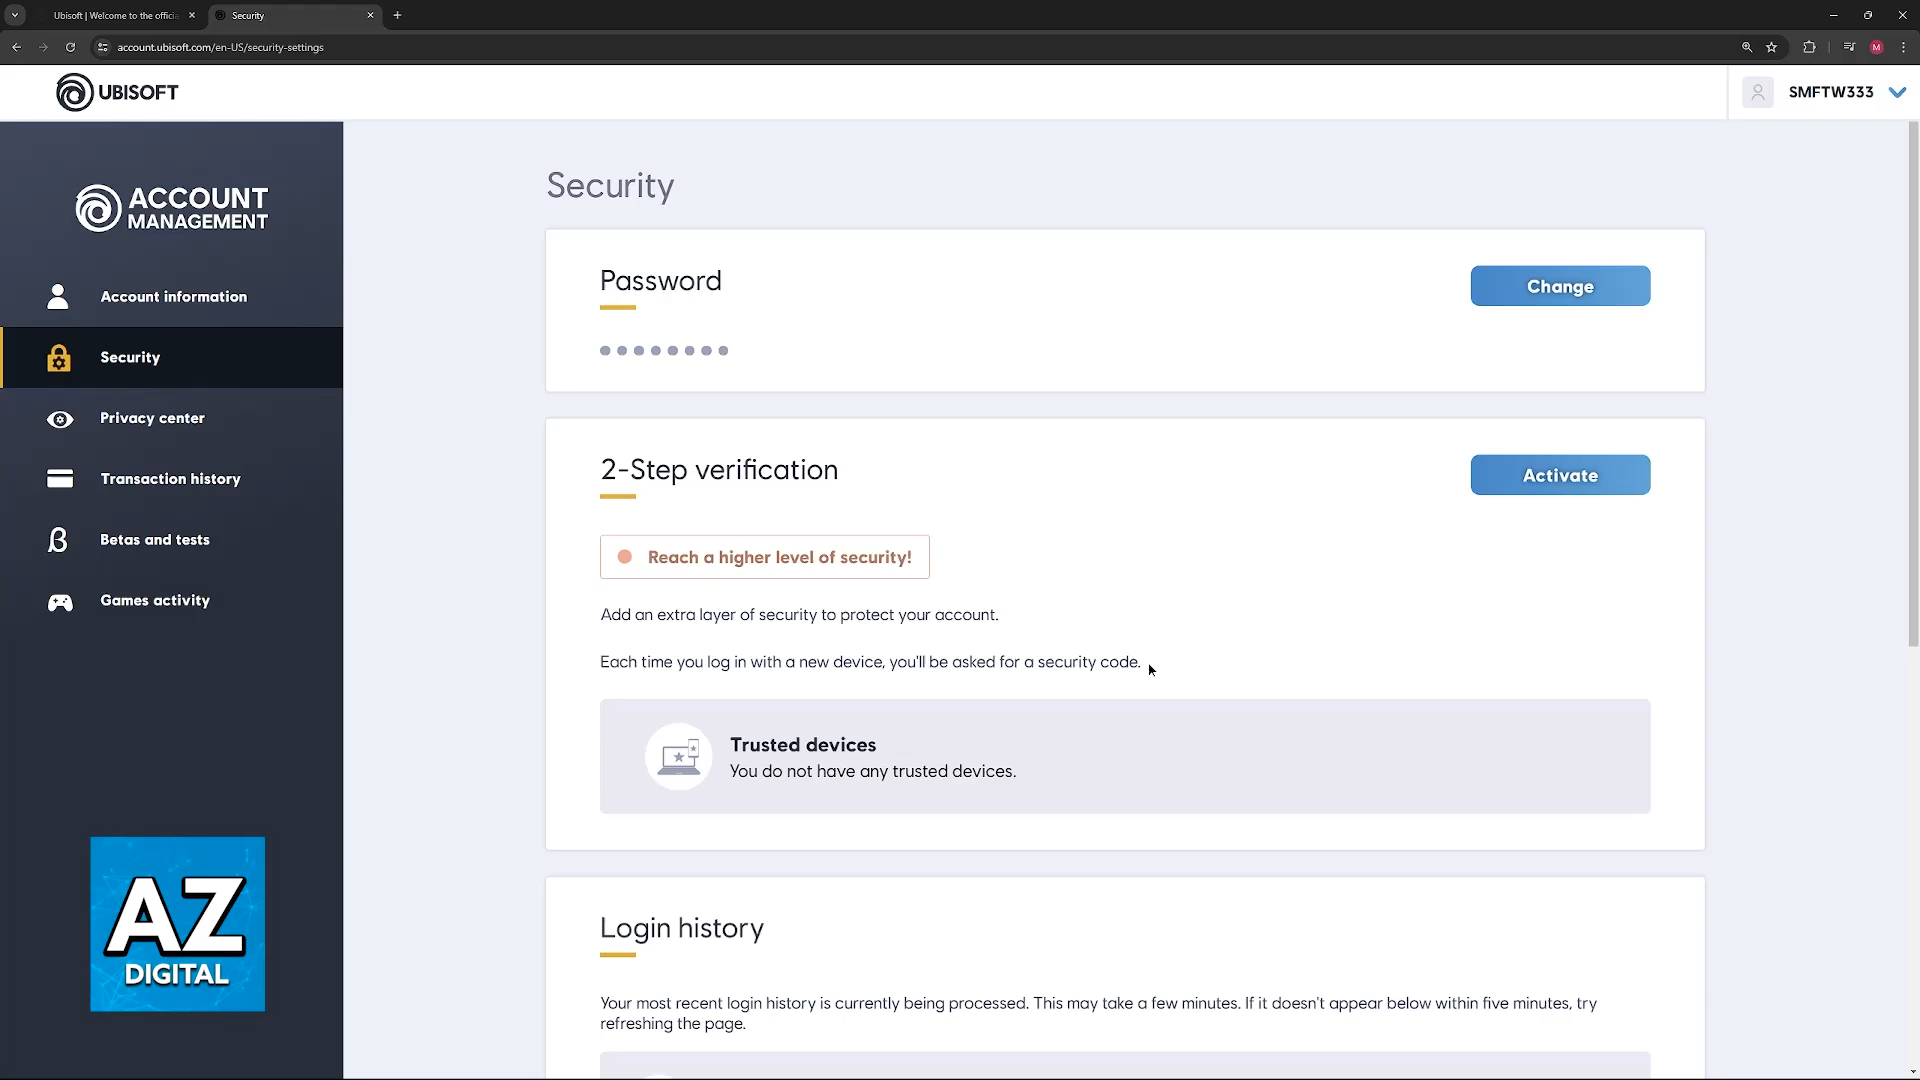 Ubisoft | Welcome to the officia
Security
account.ubisoft.com/en-US/security-settings
M
UBISOFT
SMFTW333
ACCOUNT
MANAGEMENT
Account information
Security
Privacy center
Transaction history
Betas and tests
Games activity
AZ
DIGITAL
Security
Password
Change
2-Step verification
Activate
Reach a higher level of security!
Add an extra layer of security to protect your account.
Each time you log in with a new device, you'll be asked for a security code.
Trusted devices
You do not have any trusted devices.
Login history
Your most recent login history is currently being processed. This may take a few minutes. If it doesn't appear below within five minutes, try
refreshing the page.